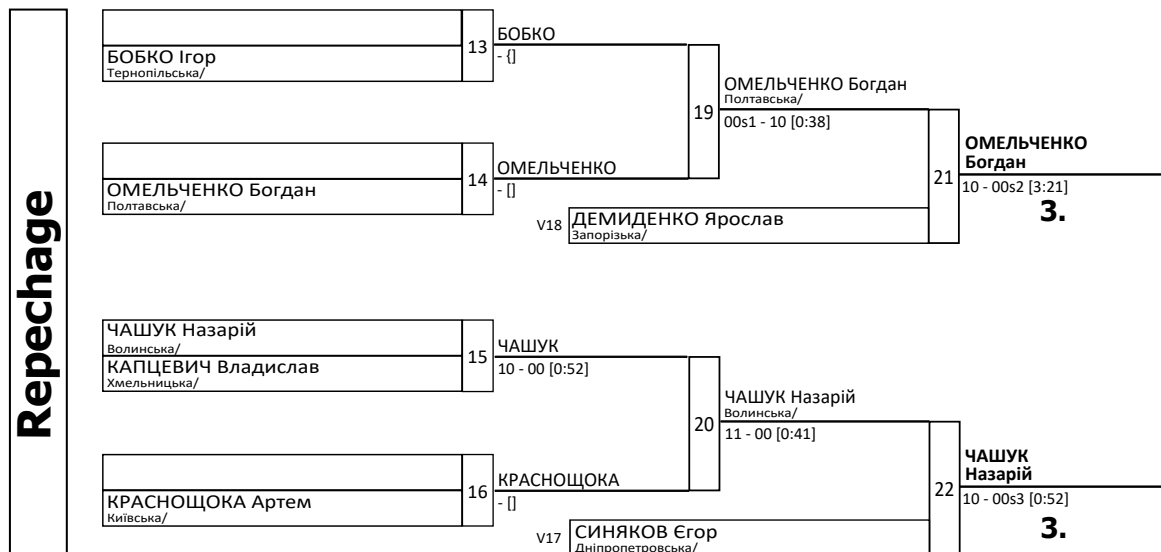 Repechage
БОБКО Ігор
Тернопільська/
13
БОБКО
- {]
ОМЕЛЬЧЕНКО Богдан
Полтавська/
14
ОМЕЛЬЧЕНКО
- []
19
ОМЕЛЬЧЕНКО Богдан
Полтавська/
00s1 - 10 [0:38]
V18
ДЕМИДЕНКО Ярослав
Запорізька/
21
ОМЕЛЬЧЕНКО
Богдан
10 - 00s2 [3:21]
3.
ЧАШУК Назарій
Волинська/
КАПЦЕВИЧ Владислав
Хмельницька/
15
ЧАШУК
10 - 00 [0:52]
КРАСНОЩОКА Артем
Київська/
16
КРАСНОЩОКА
- []
20
ЧАШУК Назарій
Волинська/
11 - 00 [0:41]
V17
СИНЯКОВ Єгор
Дніпропетровська/
22
ЧАШУК
Назарій
10 - 00s3 [0:52]
3.